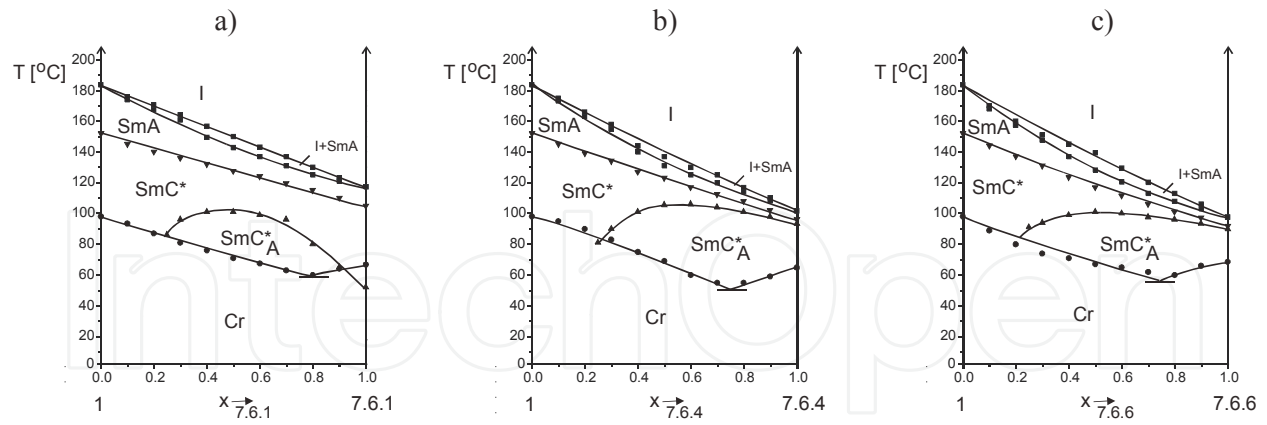 a)
T [°C]
200
180
160
140
120
100
80
60
40
20
0
I
SmA
I+SmA
SmC*
SmC*A
Cr
0.0 0.2 0.4 0.6 0.8 1.0
1 x → 7.6.1 7.6.1
b)
T [°C]
200
180
160
140
120
100
80
60
40
20
0
I
SmA
I+SmA
SmC*
SmC*A
Cr
0.0 0.2 0.4 0.6 0.8 1.0
1 x → 7.6.4 7.6.4
c)
T [°C]
200
180
160
140
120
100
80
60
40
20
0
I
SmA
I+SmA
SmC*
SmC*A
Cr
0.0 0.2 0.4 0.6 0.8 1.0
1 x → 7.6.6 7.6.6
IntechOpen